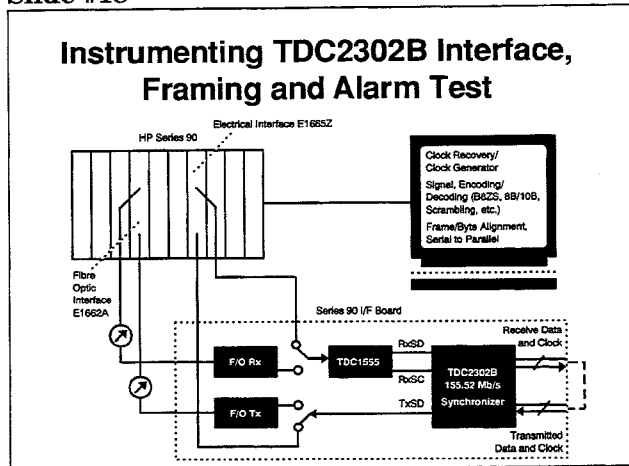 Instrumenting TDC2302B Interface,
Framing and Alarm Test
Electrical Interface E1665Z
HP Series 90
Clock Recovery/
Clock Generator
Signal, Encoding/
Decoding (B8ZS, 8B/10B,
Scrambling, etc.)
Frame/Byte Alignment,
Serial to Parallel
Fibre
Optic
Interface
E1662A
Series 90 I/F Board
Receive Data
and Clock
F/O Rx
TDC1555
RxSD
RxSC
TDC2302B
155.52 Mb/s
Synchronizer
F/O Tx
TxSD
Transmitted
Data and Clock